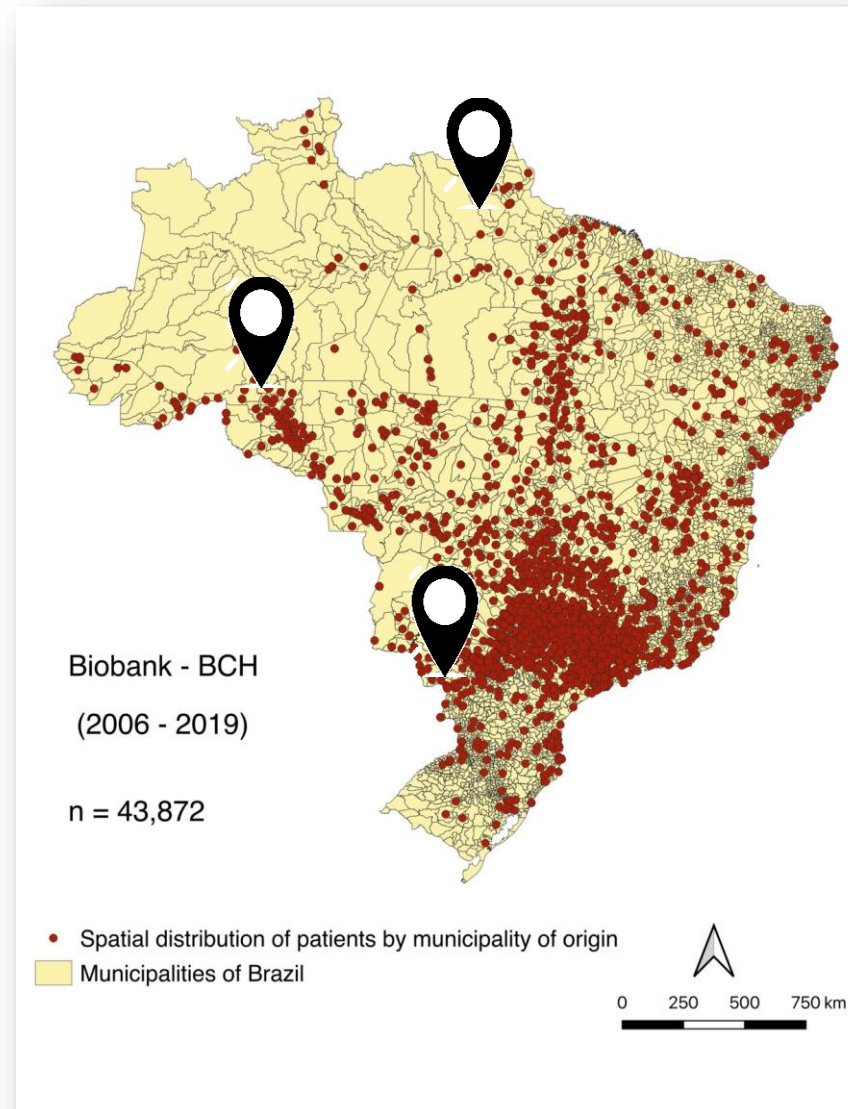 Biobank - BCH
(2006 - 2019)
n = 43,872
Spatial distribution of patients by municipality of origin
Municipalities of Brazil
0 250 500 750 km